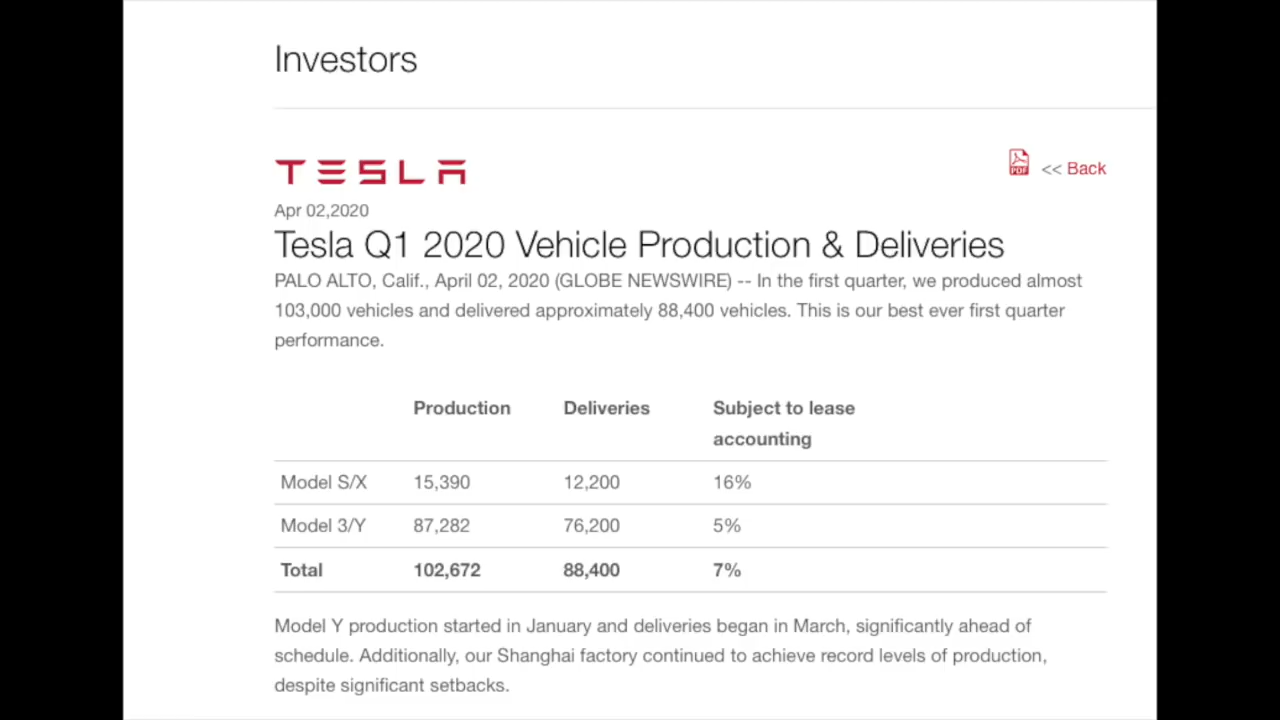 Investors
TESLA
PDF
<< Back
Apr 02,2020
Tesla Q1 2020 Vehicle Production & Deliveries
PALO ALTO, Calif., April 02, 2020 (GLOBE NEWSWIRE) -- In the first quarter, we produced almost
103,000 vehicles and delivered approximately 88,400 vehicles. This is our best ever first quarter
performance.
Production Deliveries Subject to lease
accounting
Model S/X 15,390 12,200 16%
Model 3/Y 87,282 76,200 5%
Total 102,672 88,400 7%
Model Y production started in January and deliveries began in March, significantly ahead of
schedule. Additionally, our Shanghai factory continued to achieve record levels of production,
despite significant setbacks.